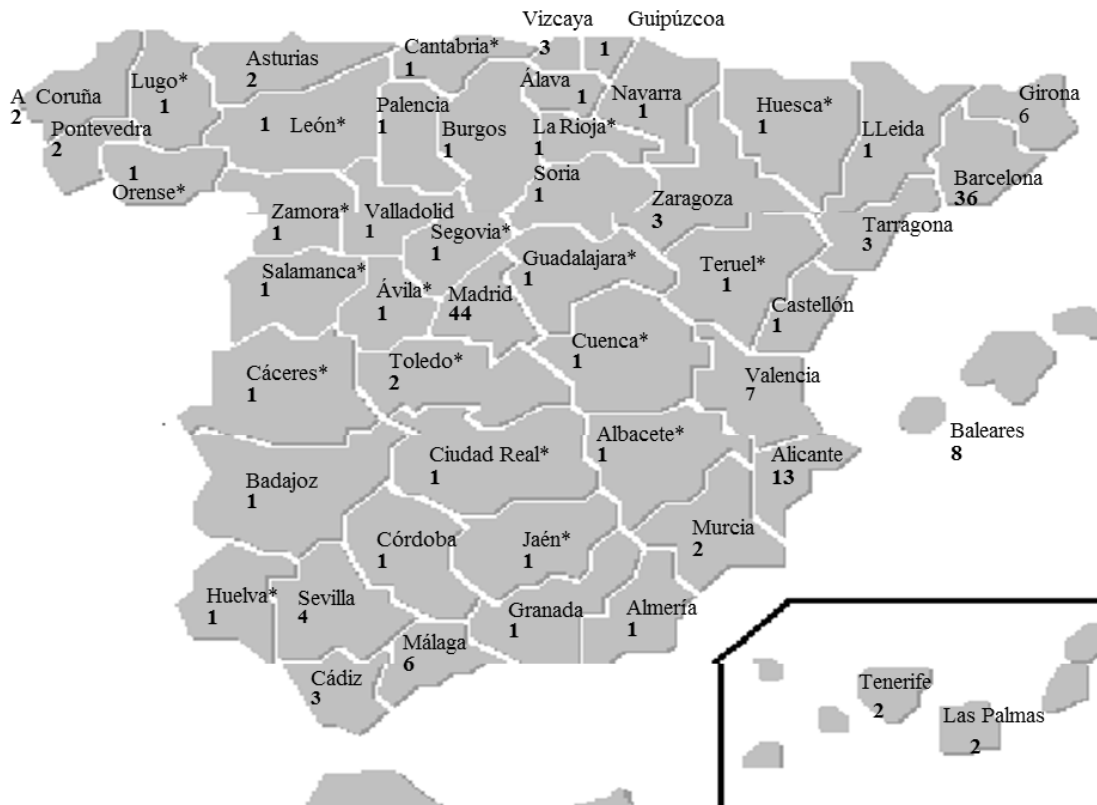 Vizcaya
3
Guipúzcoa
1
Cantabria*
1
Asturias
2
Lugo*
1
A Coruña
2
Pontevedra
2
1
Orense*
1 León*
Palencia
1
Burgos
1
Álava
1
La Rioja*
1
Navarra
1
Huesca*
1
LLeida
1
Girona
6
Barcelona
36
Tarragona
3
Zaragoza
3
Soria
1
Zamora*
1
Valladolid
1
Segovia*
1
Guadalajara*
1
Teruel*
1
Salamanca*
1
Ávila*
1
Madrid
44
Castellón
1
Cuenca*
1
Cáceres*
1
Toledo*
2
Valencia
7
Baleares
8
Badajoz
1
Ciudad Real*
1
Albacete*
1
Alicante
13
Murcia
2
Córdoba
1
Jaén*
1
Huelva*
1
Sevilla
4
Granada
1
Almería
1
Málaga
6
Cádiz
3
Tenerife
2
Las Palmas
2